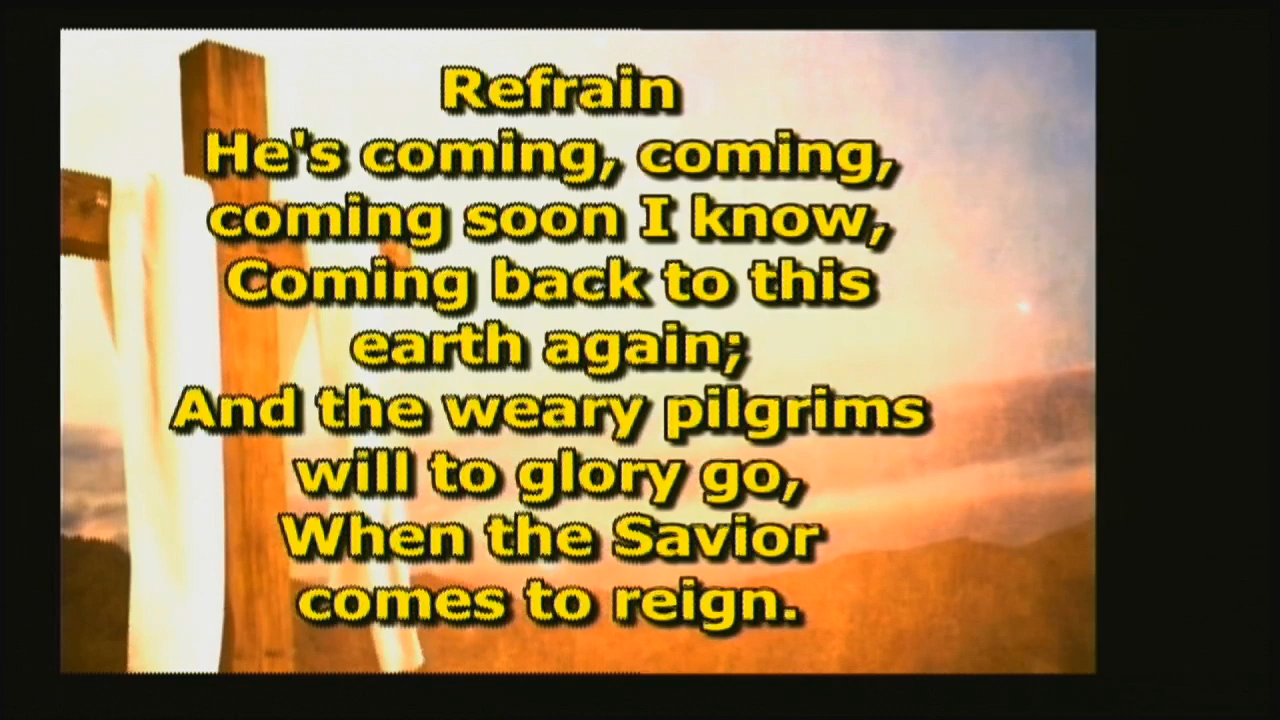 Refrain
He's coming, coming,
coming soon I know,
Coming back to this
earth again;
And the weary pilgrims
will to glory go,
When the Savior
comes to reign.